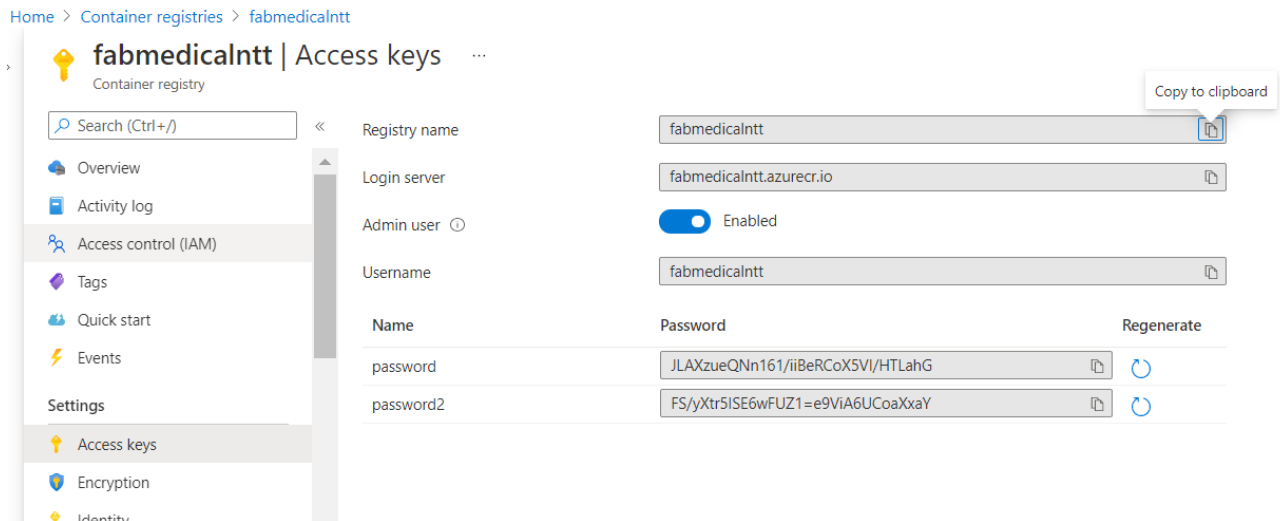 Home > Container registries > fabmedicalntt
fabmedicalntt | Access keys ...
Container registry
Copy to clipboard
Search (Ctrl+/)
«
Overview
Activity log
Access control (IAM)
Tags
Quick start
Events
Settings
Access keys
Encryption
Identity
Registry name fabmedicalntt
Login server fabmedicalntt.azurecr.io
Admin user Enabled
Username fabmedicalntt
Name Password Regenerate
password JLAXzueQNn161/iiBeRCoX5VI/HTLahG
password2 FS/yXtr5ISE6wFUZ1=e9ViA6UCoaXxaY